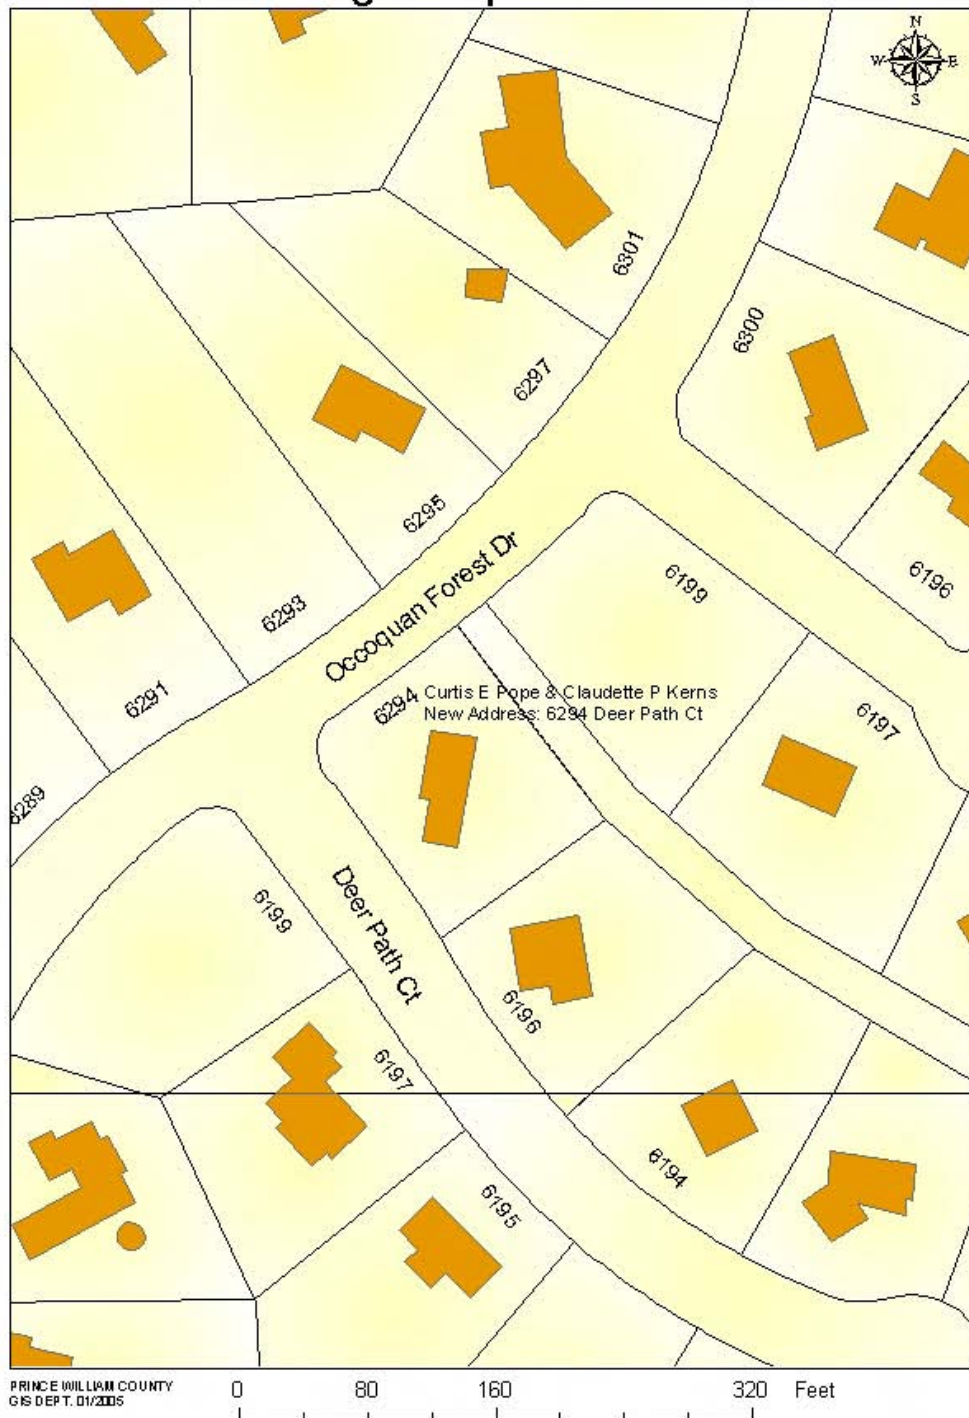 N
W E
S
6301
6300
6297
6295
6199
6196
Occoquan Forest Dr
6293
6294
Curtis E Pope & Claudette P Kerns
New Address: 6294 Deer Path Ct
6291
6197
6289
6199
Deer Path Ct
6196
6197
6194
6195
PRINCE WILLIAM COUNTY
GIS DEPT. 01/2005
0 80 160 320 Feet